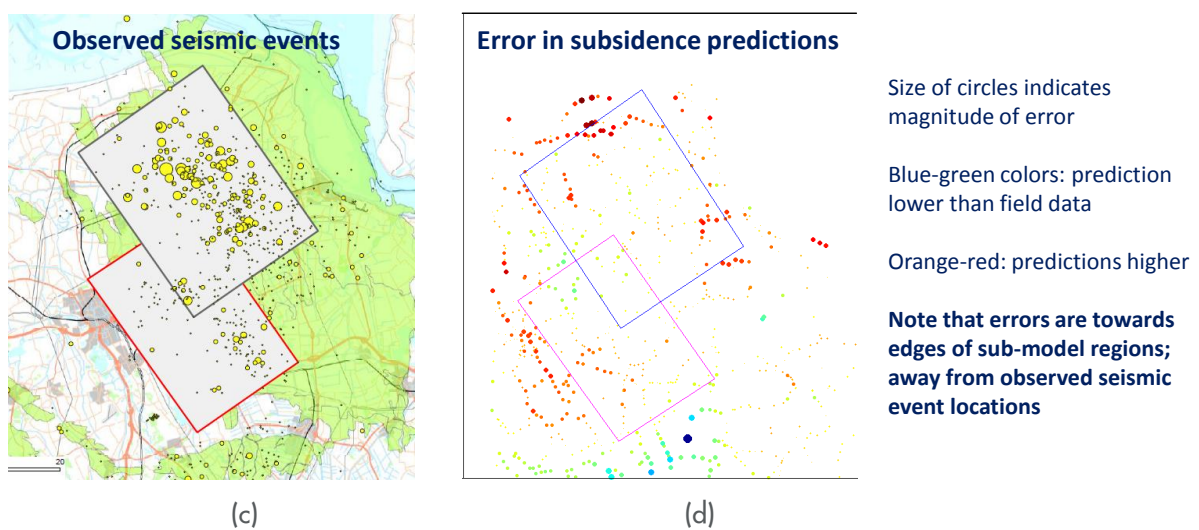 Observed seismic events
Error in subsidence predictions
Size of circles indicates
magnitude of error
Blue-green colors: prediction
lower than field data
Orange-red: predictions higher
Note that errors are towards
edges of sub-model regions;
away from observed seismic
event locations
20
(c)
(d)